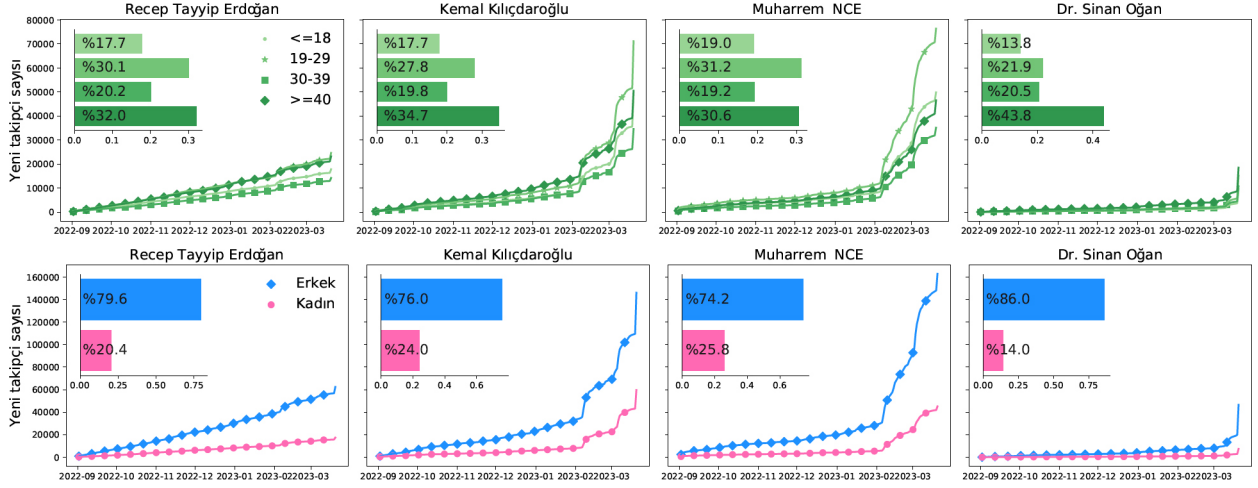 Recep Tayyip Erdoğan
Kemal Kılıçdaroğlu
Muharrem  NCE
Dr. Sinan Oğan
Yeni takipçi sayısı
80000
70000
60000
50000
40000
30000
20000
10000
0
%17.7
%30.1
%20.2
%32.0
0.0 0.1 0.2 0.3
<=18
19-29
30-39
>=40
2022-09 2022-10 2022-11 2022-12 2023-01 2023-02 2023-03
%17.7
%27.8
%19.8
%34.7
0.0 0.1 0.2 0.3
2022-09 2022-10 2022-11 2022-12 2023-01 2023-02 2023-03
%19.0
%31.2
%19.2
%30.6
0.0 0.1 0.2 0.3
2022-09 2022-10 2022-11 2022-12 2023-01 2023-02 2023-03
%13.8
%21.9
%20.5
%43.8
0.0 0.2 0.4
2022-09 2022-10 2022-11 2022-12 2023-01 2023-02 2023-03
Recep Tayyip Erdoğan
Kemal Kılıçdaroğlu
Muharrem  NCE
Dr. Sinan Oğan
Yeni takipçi sayısı
160000
140000
120000
100000
80000
60000
40000
20000
0
%79.6
%20.4
0.00 0.25 0.50 0.75
Erkek
Kadın
2022-09 2022-10 2022-11 2022-12 2023-01 2023-02 2023-03
%76.0
%24.0
0.0 0.2 0.4 0.6
2022-09 2022-10 2022-11 2022-12 2023-01 2023-02 2023-03
%74.2
%25.8
0.0 0.2 0.4 0.6
2022-09 2022-10 2022-11 2022-12 2023-01 2023-02 2023-03
%86.0
%14.0
0.00 0.25 0.50 0.75
2022-09 2022-10 2022-11 2022-12 2023-01 2023-02 2023-03